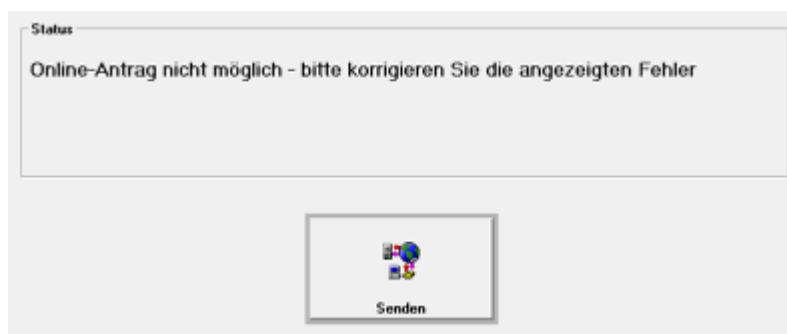 Status
Online-Antrag nicht möglich - bitte korrigieren Sie die angezeigten Fehler
Senden